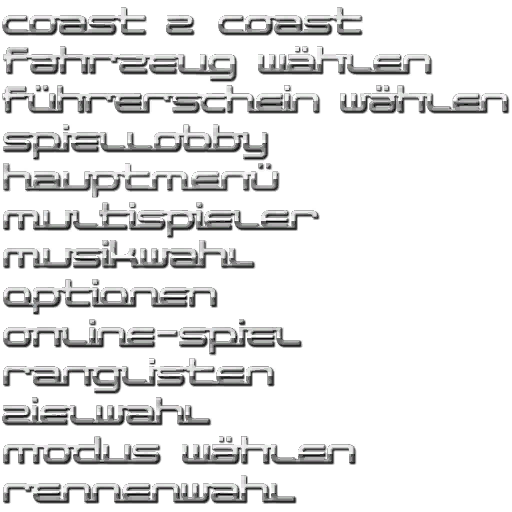 coast 2 coast
fahrzeug wählen
führerschein wählen
spiellobby
hauptmenü
multispieler
musikwahl
optionen
online-spiel
ranglisten
zielwahl
modus wählen
rennenwahl